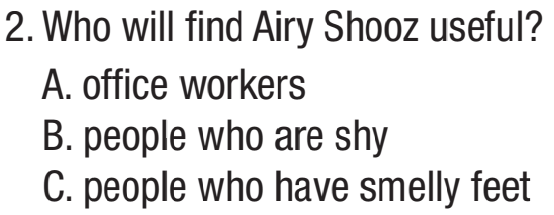 2. Who will find Airy Shooz useful?
A. office workers
B. people who are shy
C. people who have smelly feet